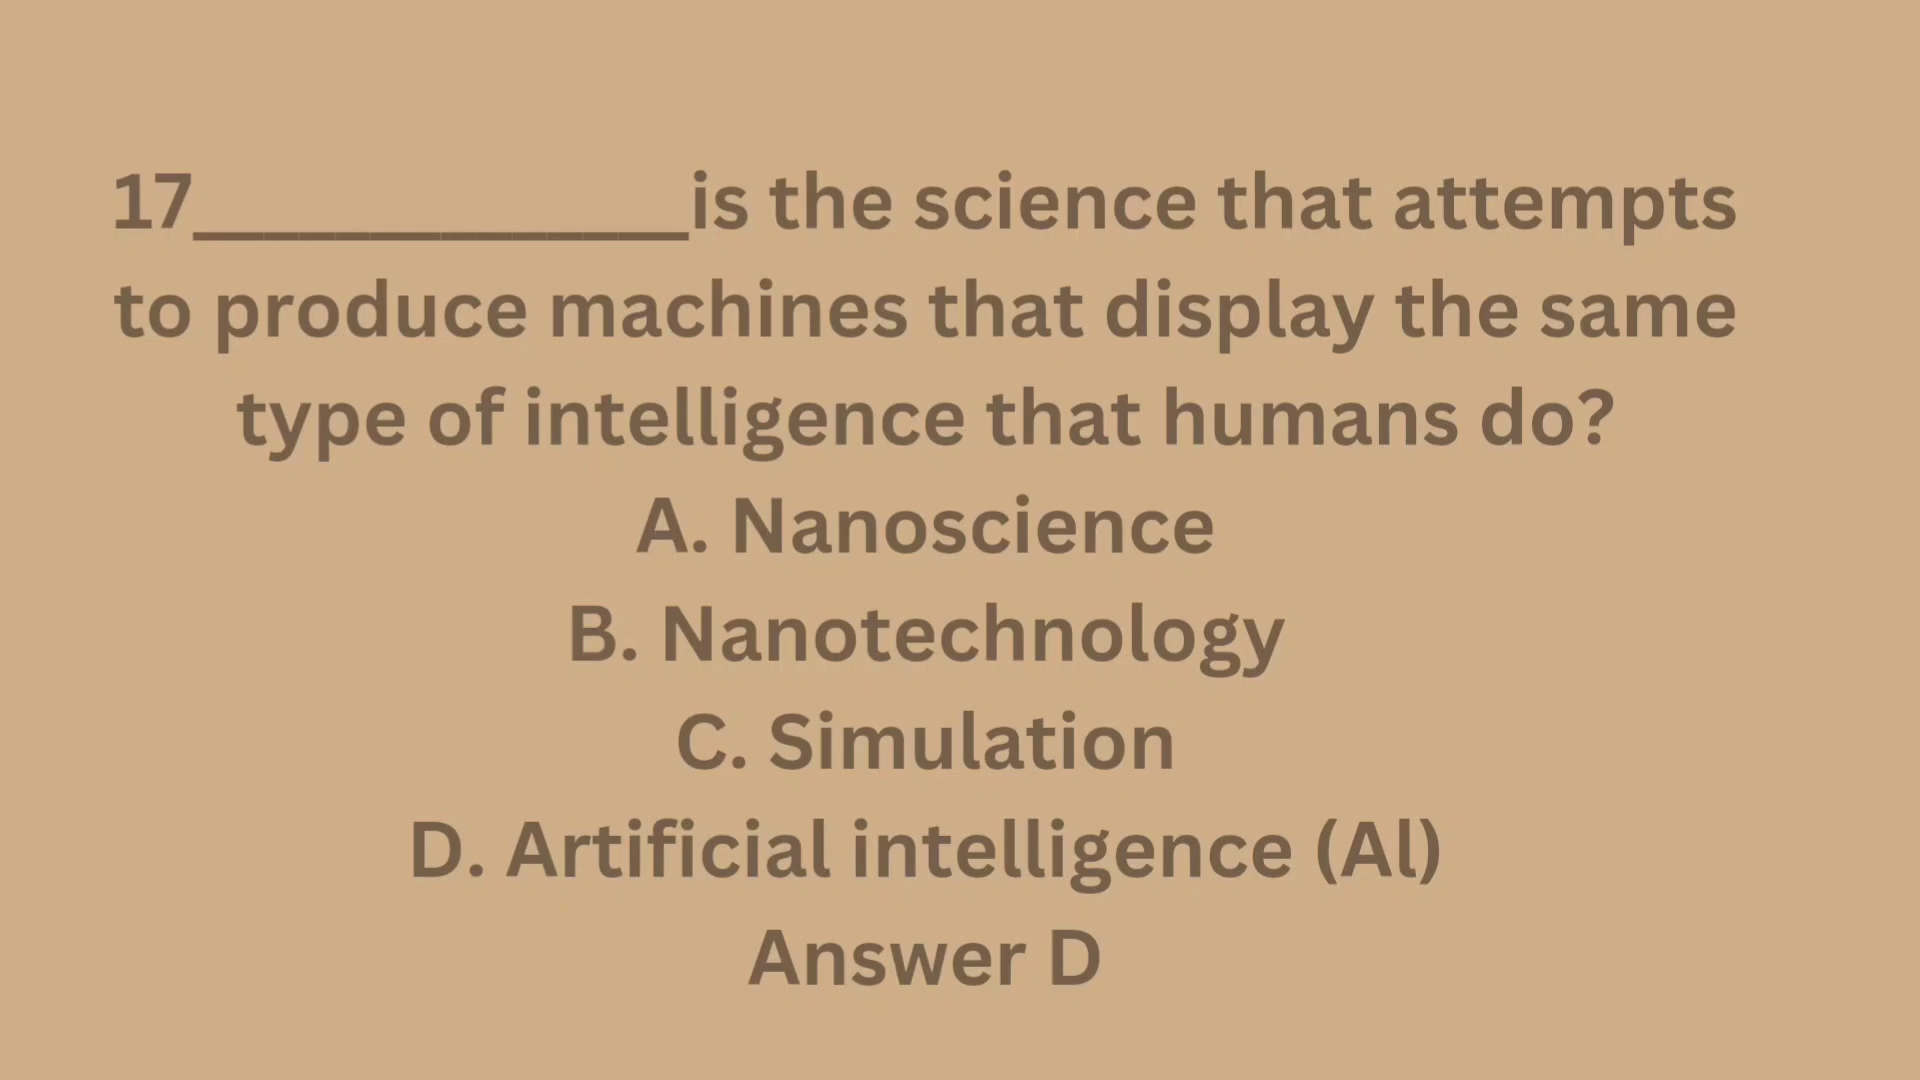 17______________is the science that attempts
to produce machines that display the same
type of intelligence that humans do?
A. Nanoscience
B. Nanotechnology
C. Simulation
D. Artificial intelligence (Al)
Answer D